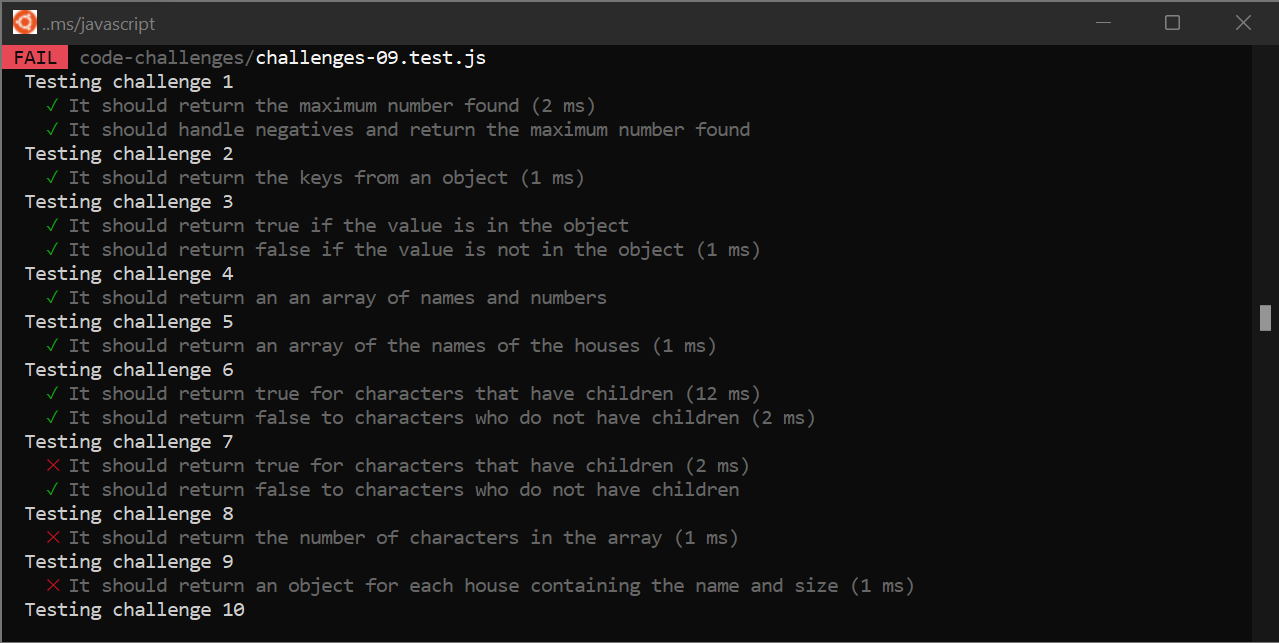 ..ms/javascript
FAIL code-challenges/challenges-09.test.js
Testing challenge 1
✓ It should return the maximum number found (2 ms)
✓ It should handle negatives and return the maximum number found
Testing challenge 2
✓ It should return the keys from an object (1 ms)
Testing challenge 3
✓ It should return true if the value is in the object
✓ It should return false if the value is not in the object (1 ms)
Testing challenge 4
✓ It should return an an array of names and numbers
Testing challenge 5
✓ It should return an array of the names of the houses (1 ms)
Testing challenge 6
✓ It should return true for characters that have children (12 ms)
✓ It should return false to characters who do not have children (2 ms)
Testing challenge 7
✕ It should return true for characters that have children (2 ms)
✓ It should return false to characters who do not have children
Testing challenge 8
✕ It should return the number of characters in the array (1 ms)
Testing challenge 9
✕ It should return an object for each house containing the name and size (1 ms)
Testing challenge 10